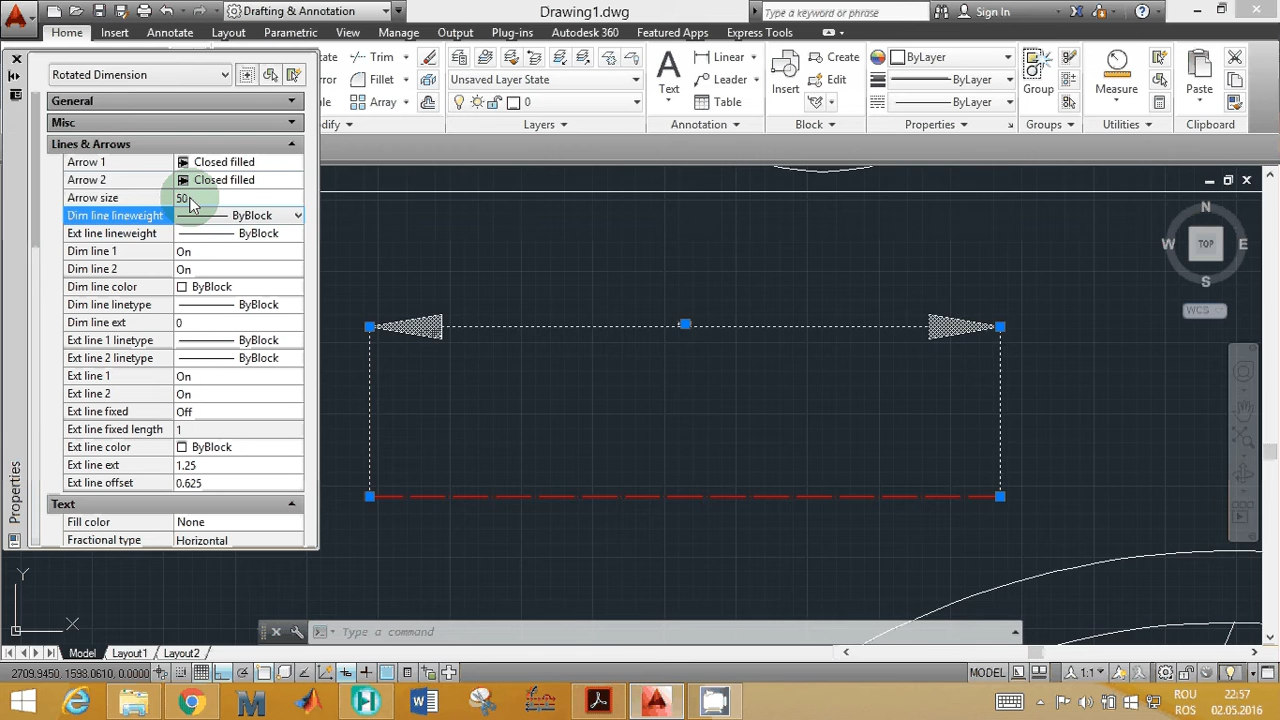 Drafting & Annotation
Drawing1.dwg
Type a keyword or phrase
Sign In
Home Insert Annotate Layout Parametric View Manage Output Plug-ins Autodesk 360 Featured Apps Express Tools
Rotated Dimension
General
Misc
Lines & Arrows
Arrow 1 Closed filled
Arrow 2 Closed filled
Arrow size 50
Dim line lineweight ByBlock
Ext line lineweight ByBlock
Dim line 1 On
Dim line 2 On
Dim line color ByBlock
Dim line linetype ByBlock
Dim line ext 0
Ext line 1 linetype ByBlock
Ext line 2 linetype ByBlock
Ext line 1 On
Ext line 2 On
Ext line fixed Off
Ext line fixed length 1
Ext line color ByBlock
Ext line ext 1.25
Ext line offset 0.625
Text
Fill color None
Fractional type Horizontal
Properties
Trim
Fillet
Array
Unsaved Layer State
0
Layers
Text
Linear
Leader
Table
Annotation
Insert
Create
Edit
Block
ByLayer
ByLayer
ByLayer
Properties
Group
Groups
Measure
Utilities
Paste
Clipboard
N
W TOP E
S
WCS
Y
X
Type a command
Model Layout1 Layout2
2709.9450, 1598.0610, 0.0000
MODEL
1:1
ROU
ROS
22:57
02.05.2016